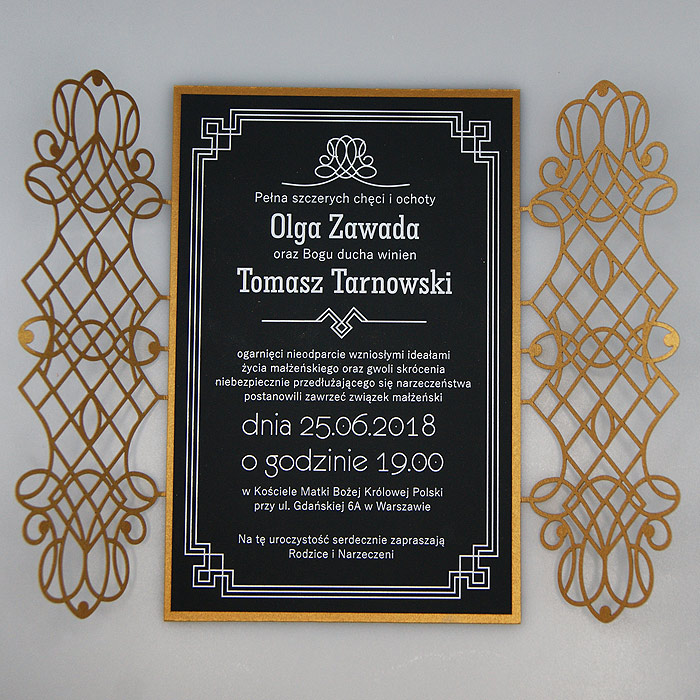 Pełna szczerych chęci i ochoty
Olga Zawada
oraz Bogu ducha winien
Tomasz Tarnowski
ogarnięci nieodparcie wzniosłymi ideałami
życia małżeńskiego oraz gwoli skrócenia
niebezpiecznie przedłużającego się narzeczeństwa
postanowili zawrzeć związek małżeński
dnia 25.06.2018
o godzinie 19.00
w Kościele Matki Bożej Królowej Polski
przy ul. Gdańskiej 6A w Warszawie
Na tę uroczystość serdecznie zapraszają
Rodzice i Narzeczeni